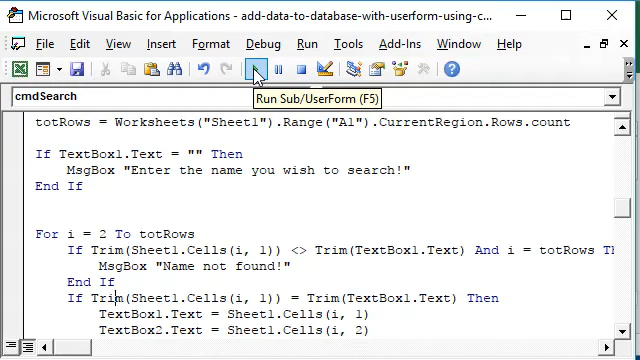 Microsoft Visual Basic for Applications - add-data-to-database-with-userform-using-c...
File Edit View Insert Format Debug Run Tools Add-Ins Window Help
Run Sub/UserForm (F5)
cmdSearch
totRows = Worksheets("Sheet1").Range("A1").CurrentRegion.Rows.count
If TextBox1.Text = "" Then
MsgBox "Enter the name you wish to search!"
End If
For i = 2 To totRows
If Trim(Sheet1.Cells(i, 1)) <> Trim(TextBox1.Text) And i = totRows Th
MsgBox "Name not found!"
End If
If Trim(Sheet1.Cells(i, 1)) = Trim(TextBox1.Text) Then
TextBox1.Text = Sheet1.Cells(i, 1)
TextBox2.Text = Sheet1.Cells(i, 2)